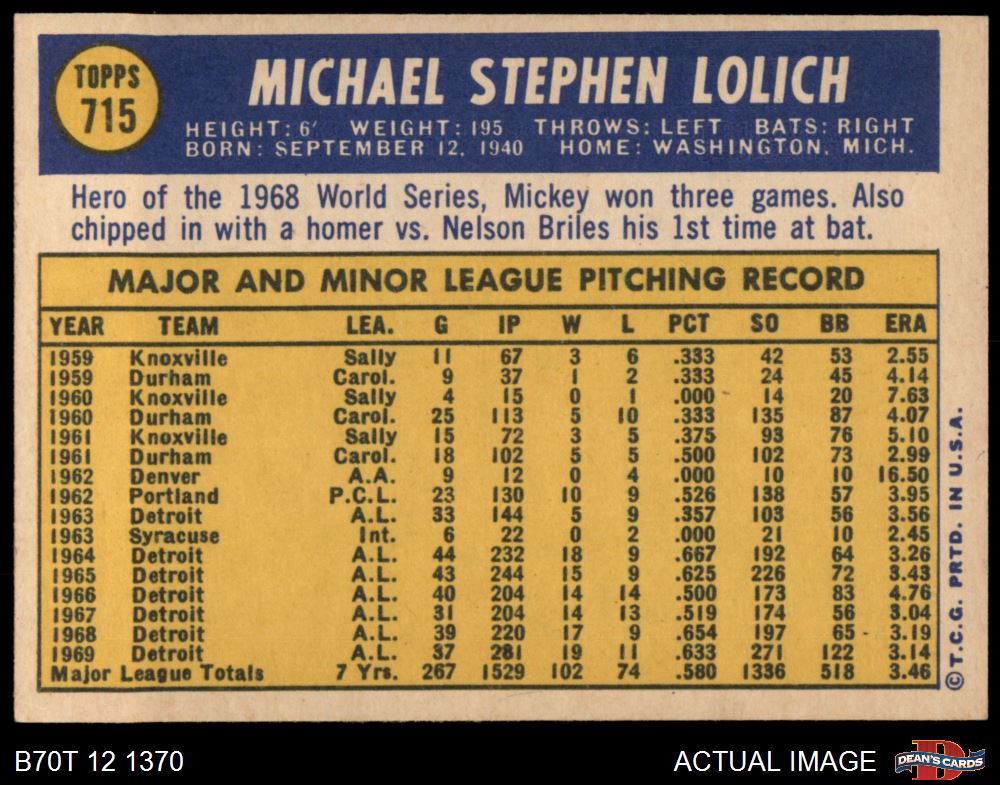 TOPPS
715
MICHAEL STEPHEN LOLICH
HEIGHT: 6' WEIGHT: 195 THROWS: LEFT BATS: RIGHT
BORN: SEPTEMBER 12, 1940 HOME: WASHINGTON, MICH.
Hero of the 1968 World Series, Mickey won three games. Also
chipped in with a homer vs. Nelson Briles his 1st time at bat.
MAJOR AND MINOR LEAGUE PITCHING RECORD
YEAR TEAM LEA. G IP W L PCT SO BB ERA
1959 Knoxville Sally 11 67 3 6 .333 42 53 2.55
1959 Durham Carol. 9 37 1 2 .333 24 45 4.14
1960 Knoxville Sally 4 15 0 1 .000 14 20 7.63
1960 Durham Carol. 25 113 5 10 .333 135 87 4.07
1961 Knoxville Sally 15 72 3 5 .375 93 76 5.10
1961 Durham Carol. 18 102 5 5 .500 102 73 2.99
1962 Denver A.A. 9 12 0 4 .000 10 10 16.50
1962 Portland P.C.L. 23 130 10 9 .526 138 57 3.95
1963 Detroit A.L. 33 144 5 9 .357 103 56 3.56
1963 Syracuse Int. 6 22 0 2 .000 21 10 2.45
1964 Detroit A.L. 44 232 18 9 .667 192 64 3.26
1965 Detroit A.L. 43 244 15 9 .625 226 72 3.43
1966 Detroit A.L. 40 204 14 14 .500 173 83 4.76
1967 Detroit A.L. 31 204 14 13 .519 174 56 3.04
1968 Detroit A.L. 39 220 17 9 .654 197 65 3.19
1969 Detroit A.L. 37 281 19 11 .633 271 122 3.14
Major League Totals 7 Yrs. 267 1529 102 74 .580 1336 518 3.46
©T.C.G. PRTD. IN U.S.A.
B70T 12 1370
ACTUAL IMAGE
DEAN'S CARDS